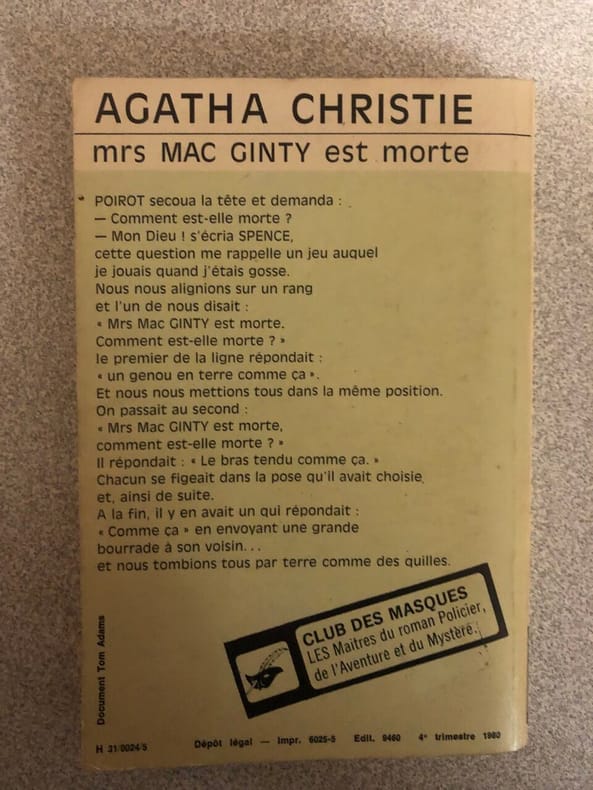 AGATHA CHRISTIE
mrs MAC GINTY est morte
POIROT secoua la tête et demanda :
— Comment est-elle morte ?
— Mon Dieu ! s'écria SPENCE,
cette question me rappelle un jeu auquel
je jouais quand j'étais gosse.
Nous nous alignions sur un rang
et l'un de nous disait :
« Mrs Mac GINTY est morte.
Comment est-elle morte ? »
le premier de la ligne répondait :
« un genou en terre comme ça ».
Et nous nous mettions tous dans la même position.
On passait au second :
« Mrs Mac GINTY est morte,
comment est-elle morte ? »
Il répondait : « Le bras tendu comme ça. »
Chacun se figeait dans la pose qu'il avait choisie
et, ainsi de suite.
A la fin, il y en avait un qui répondait :
« Comme ça » en envoyant une grande
bourrade à son voisin...
et nous tombions tous par terre comme des quilles.
CLUB DES MASQUES
LES Maîtres du roman Policier,
de l'Aventure et du Mystère.
Document Tom Adams
H 31/0024/5
Dépôt légal — Impr. 6025-5 Edit. 9460 4e trimestre 1980